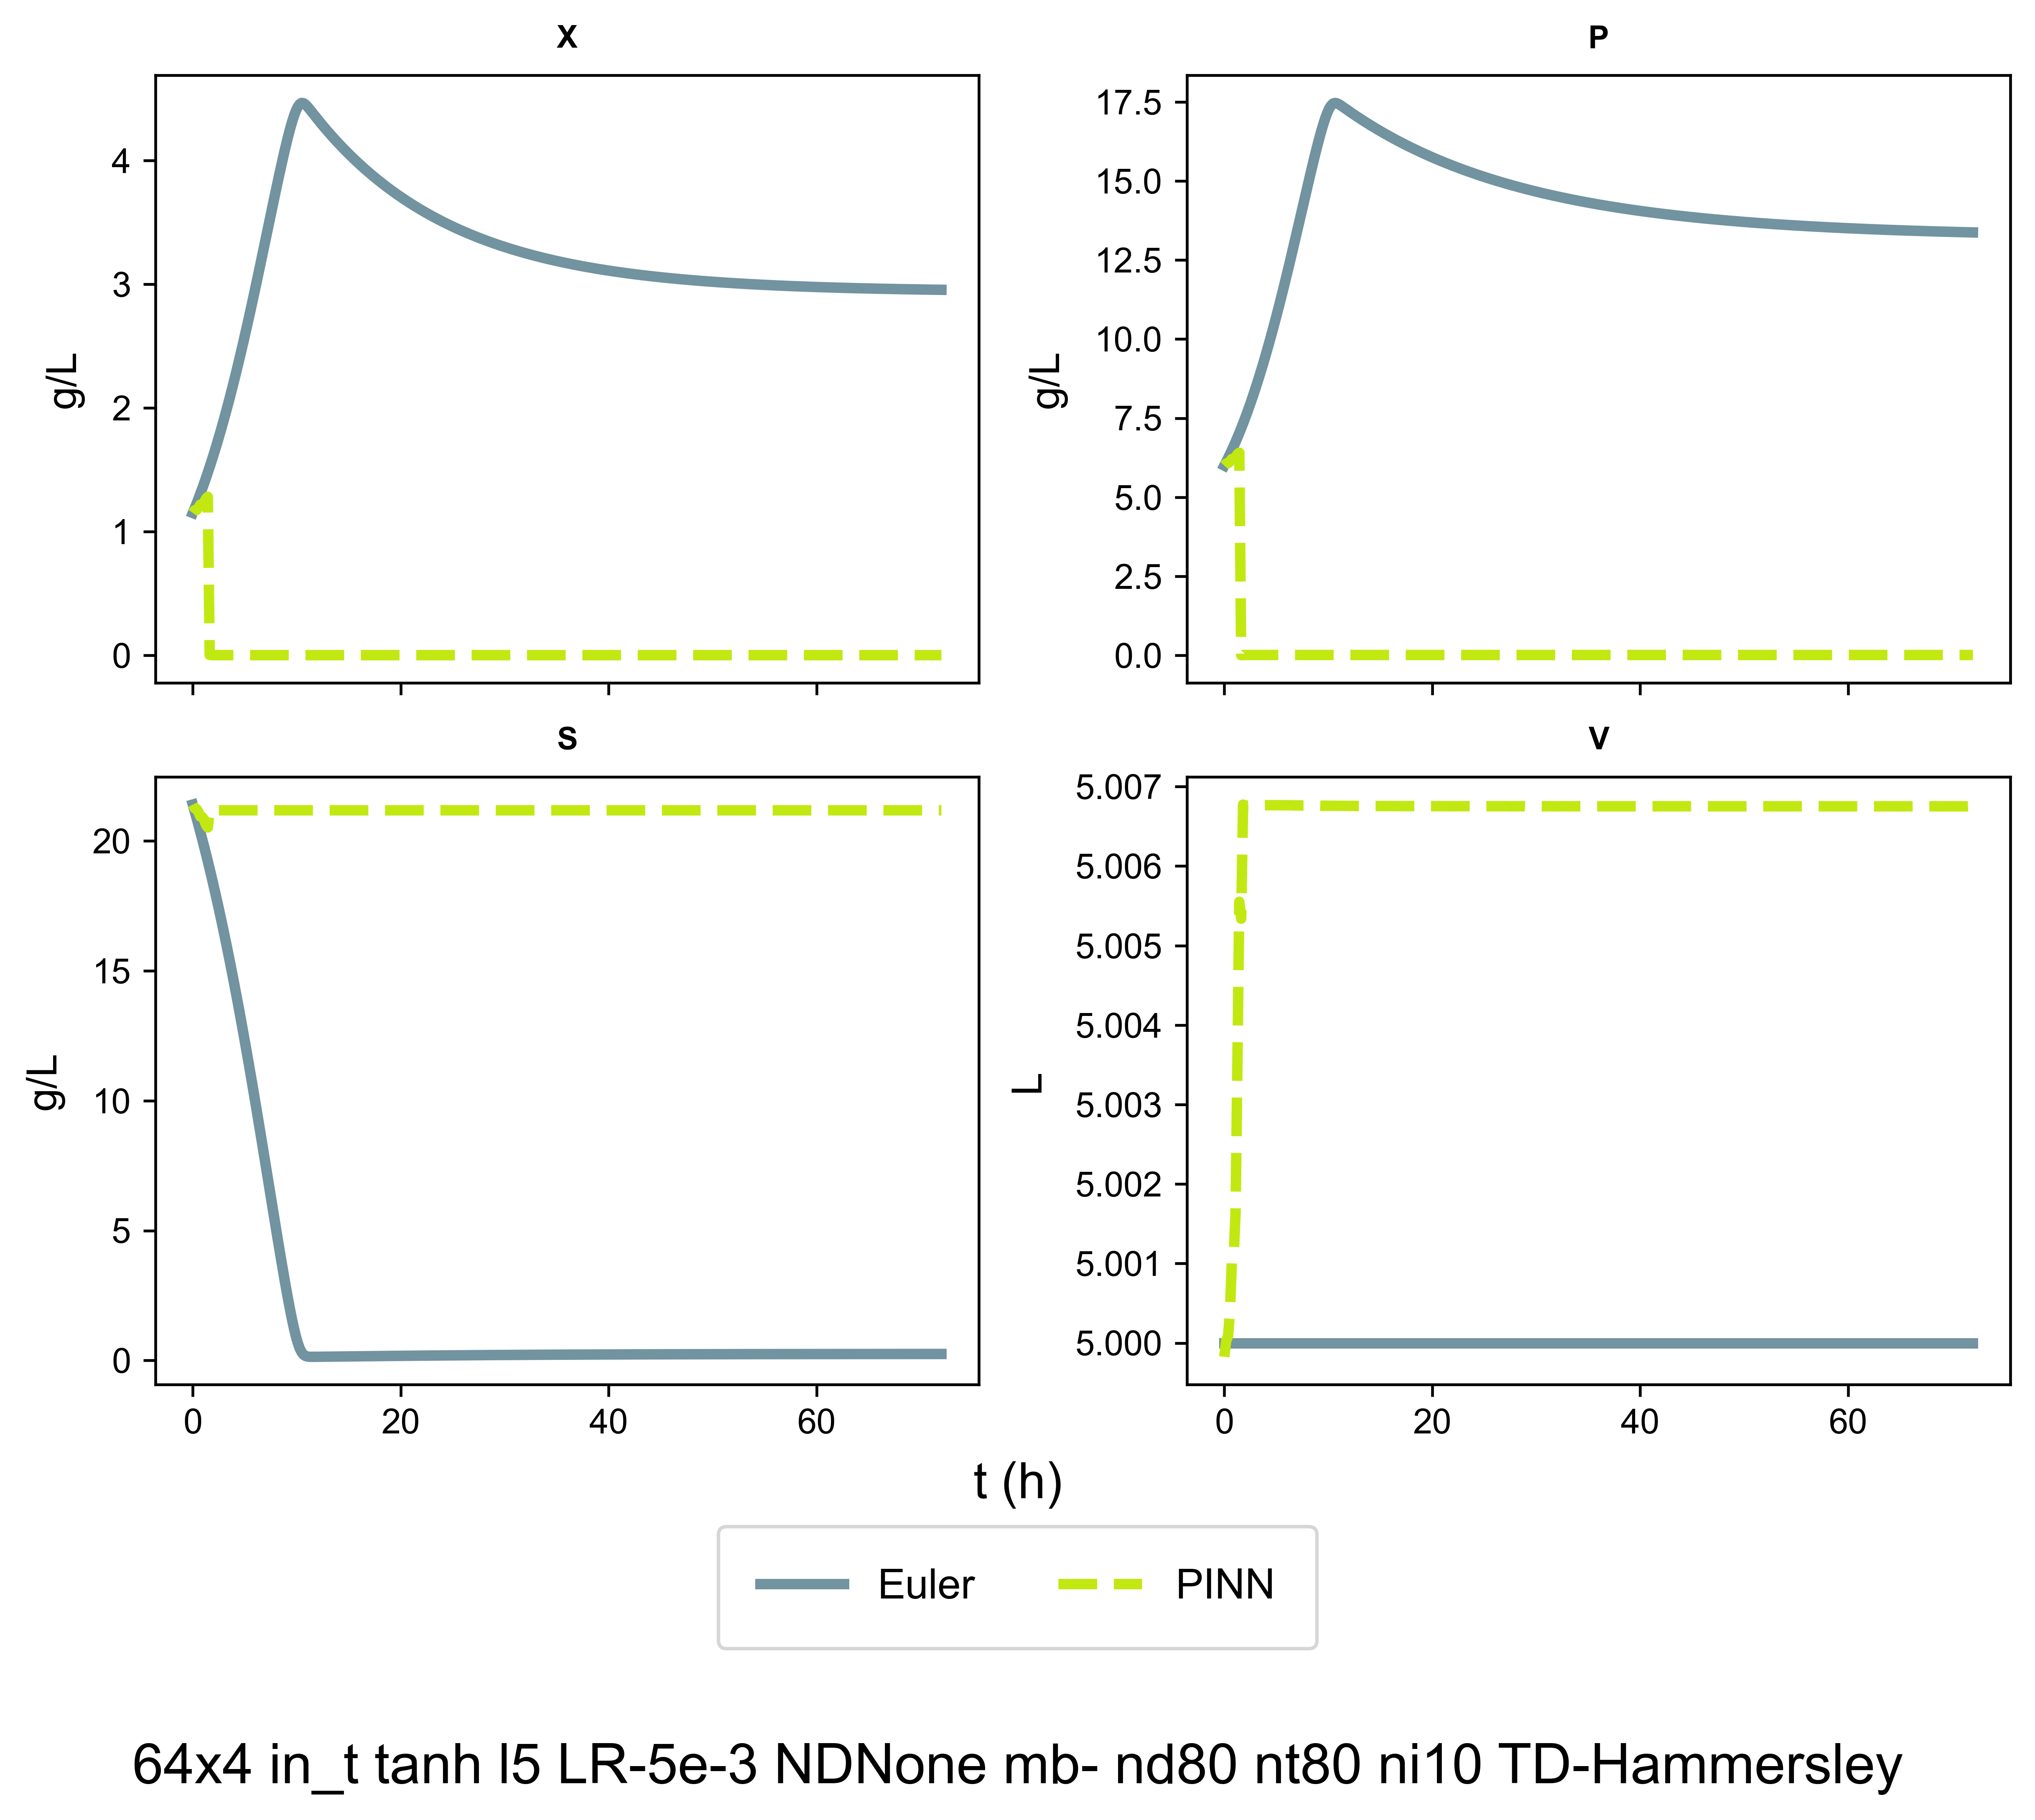 X
4
3
2
1
0
g/L
P
17.5
15.0
12.5
10.0
7.5
5.0
2.5
0.0
g/L
S
20
15
10
5
0
g/L
0 20 40 60
V
5.007
5.006
5.005
5.004
5.003
5.002
5.001
5.000
L
0 20 40 60
t (h)
Euler PINN
64x4 in_t tanh l5 LR-5e-3 NDNone mb- nd80 nt80 ni10 TD-Hammersley